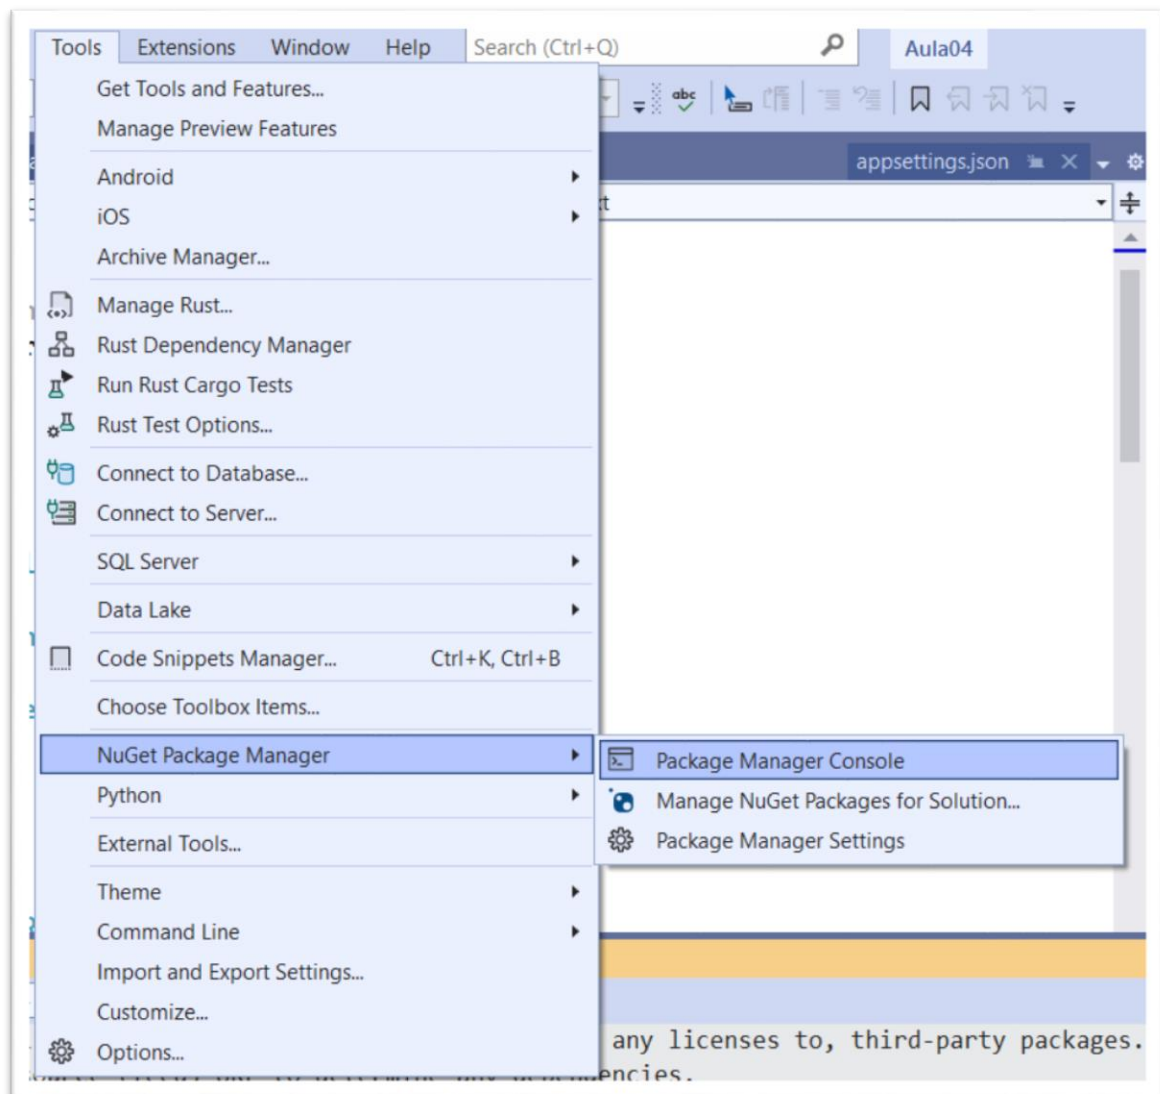 Tools Extensions Window Help Search (Ctrl+Q) Aula04
Get Tools and Features...
abc
Manage Preview Features
appsettings.json
Android
iOS
Archive Manager...
Manage Rust...
Rust Dependency Manager
Run Rust Cargo Tests
Rust Test Options...
Connect to Database...
Connect to Server...
SQL Server
Data Lake
Code Snippets Manager... Ctrl+K, Ctrl+B
Choose Toolbox Items...
NuGet Package Manager
Package Manager Console
Manage NuGet Packages for Solution...
Package Manager Settings
Python
External Tools...
Theme
Command Line
Import and Export Settings...
Customize...
Options...
any licenses to, third-party packages.